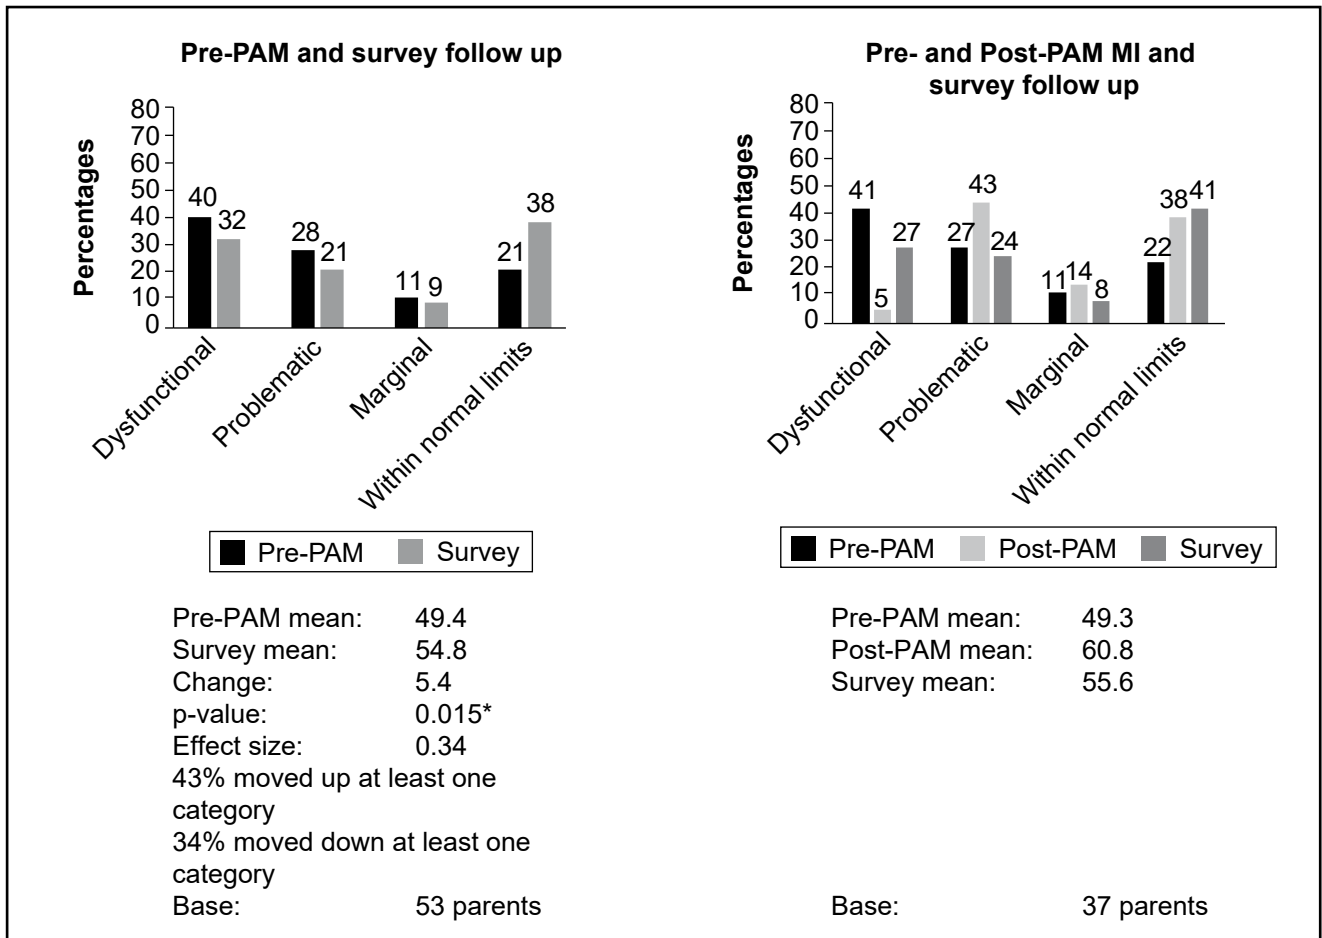 Pre-PAM and survey follow up
80
70
60
50
40
30
20
10
0
Percentages
40
32
28
21
11
9
21
38
Dysfunctional
Problematic
Marginal
Within normal limits
Pre-PAM
Survey
Pre-PAM mean: 49.4
Survey mean: 54.8
Change: 5.4
p-value: 0.015*
Effect size: 0.34
43% moved up at least one
category
34% moved down at least one
category
Base: 53 parents
Pre- and Post-PAM MI and
survey follow up
80
70
60
50
40
30
20
10
0
Percentages
41
5
27
27
43
24
11
14
8
22
38
41
Dysfunctional
Problematic
Marginal
Within normal limits
Pre-PAM
Post-PAM
Survey
Pre-PAM mean: 49.3
Post-PAM mean: 60.8
Survey mean: 55.6
Base: 37 parents